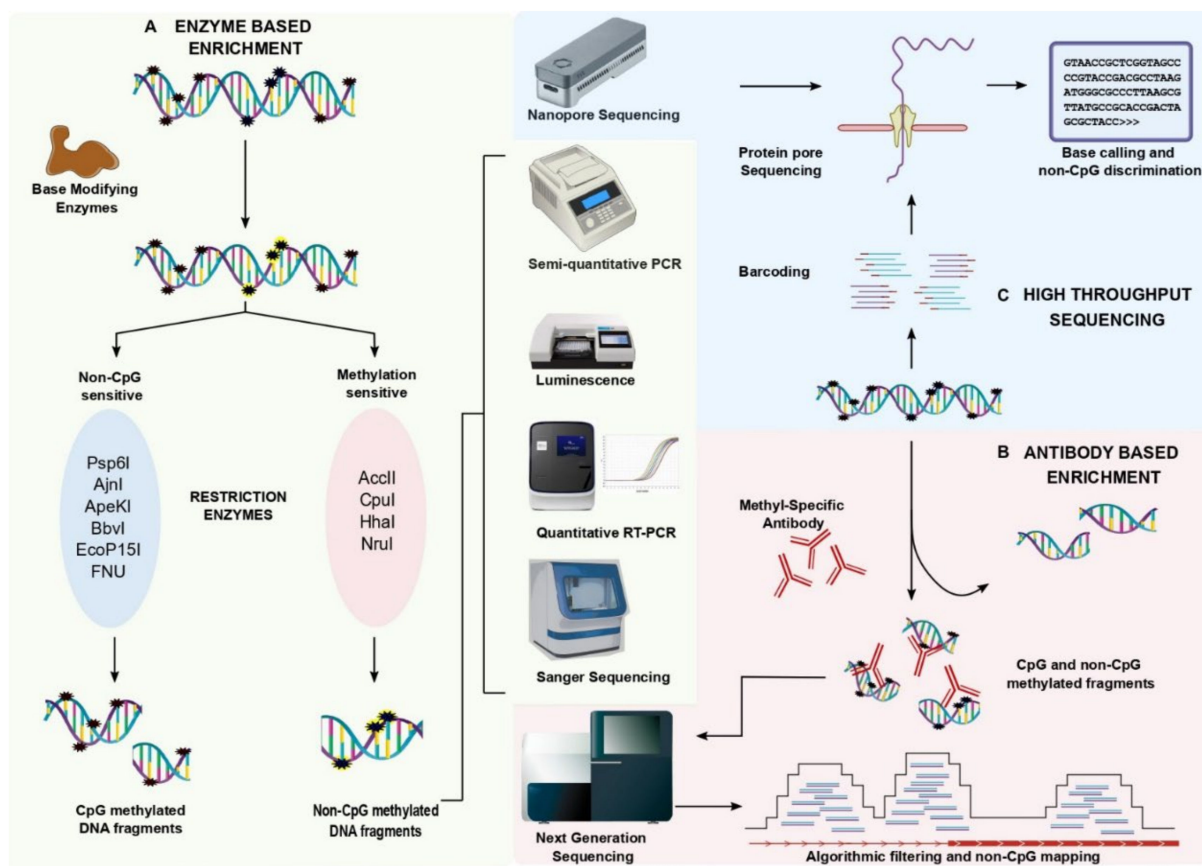 A ENZYME BASED
ENRICHMENT
Base Modifying
Enzymes
Non-CpG
sensitive
Methylation
sensitive
Psp6I
AjnI
ApeKI
BbvI
EcoP15I
FNU
RESTRICTION
ENZYMES
AccII
CpuI
HhaI
NruI
CpG methylated
DNA fragments
Non-CpG methylated
DNA fragments
Nanopore Sequencing
Semi-quantitative PCR
Luminescence
Quantitative RT-PCR
Sanger Sequencing
Next Generation
Sequencing
Protein pore
Sequencing
GTAACCGCTCGGTAGCC
CCGTACCGACGCCTAAG
ATGGGCGCCCTTAAGCG
TTATGCCGCACCGACTA
GCGCTACC>>>
Base calling and
non-CpG discrimination
Barcoding
C HIGH THROUGHPUT
SEQUENCING
B ANTIBODY BASED
ENRICHMENT
Methyl-Specific
Antibody
CpG and non-CpG
methylated fragments
Algorithmic filtering and non-CpG mapping